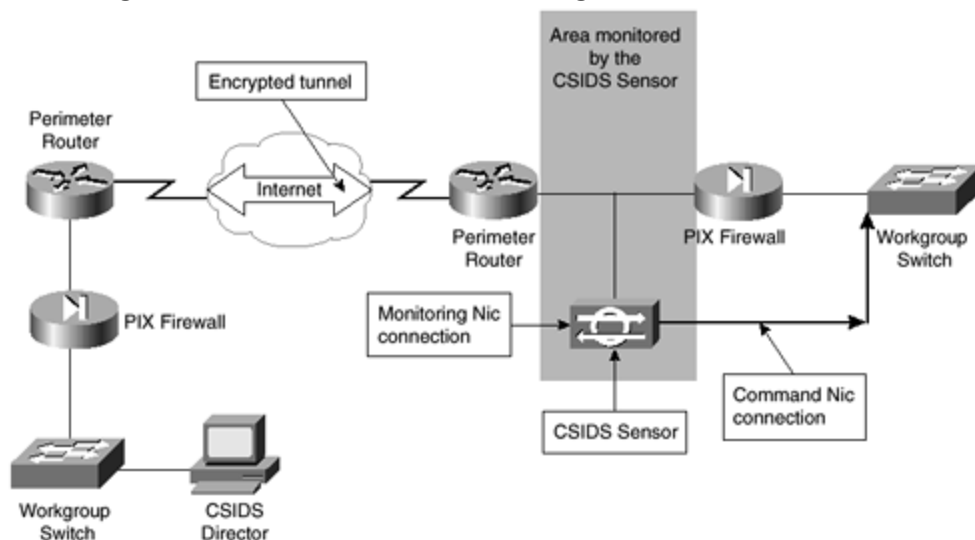 Area monitored
by the
CSIDS Sensor
Encrypted tunnel
Perimeter
Router
Internet
Perimeter
Router
PIX Firewall
Workgroup
Switch
PIX Firewall
Monitoring Nic
connection
CSIDS Sensor
Command Nic
connection
Workgroup
Switch
CSIDS
Director